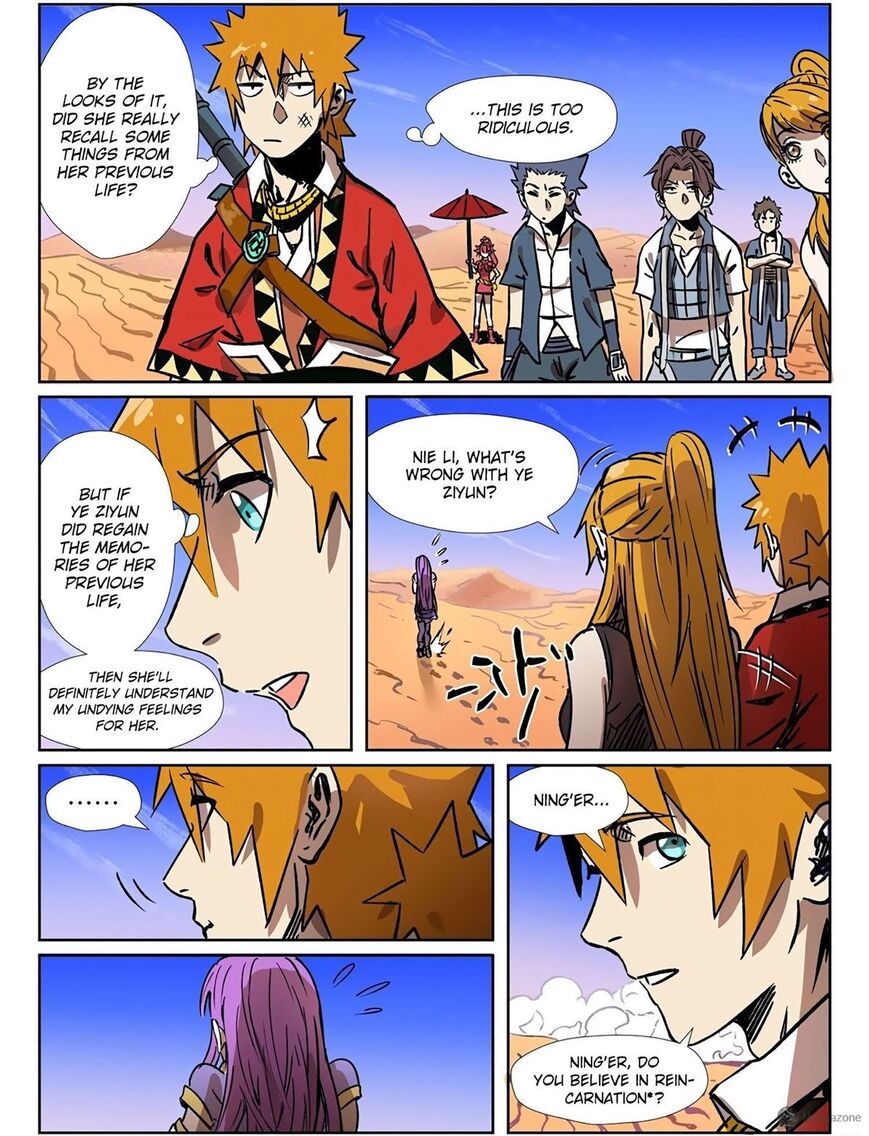 BY THE
LOOKS OF IT,
DID SHE REALLY
RECALL SOME
THINGS FROM
HER PREVIOUS
LIFE?
...THIS IS TOO
RIDICULOUS.
BUT IF
YE ZIYUN
DID REGAIN
THE MEMO-
RIES OF HER
PREVIOUS
LIFE,
THEN SHE'LL
DEFINITELY UNDERSTAND
MY UNDYING FEELINGS
FOR HER.
NIE LI, WHAT'S
WRONG WITH YE
ZIYUN?
......
NING'ER...
NING'ER, DO
YOU BELIEVE IN REIN-
CARNATION*?